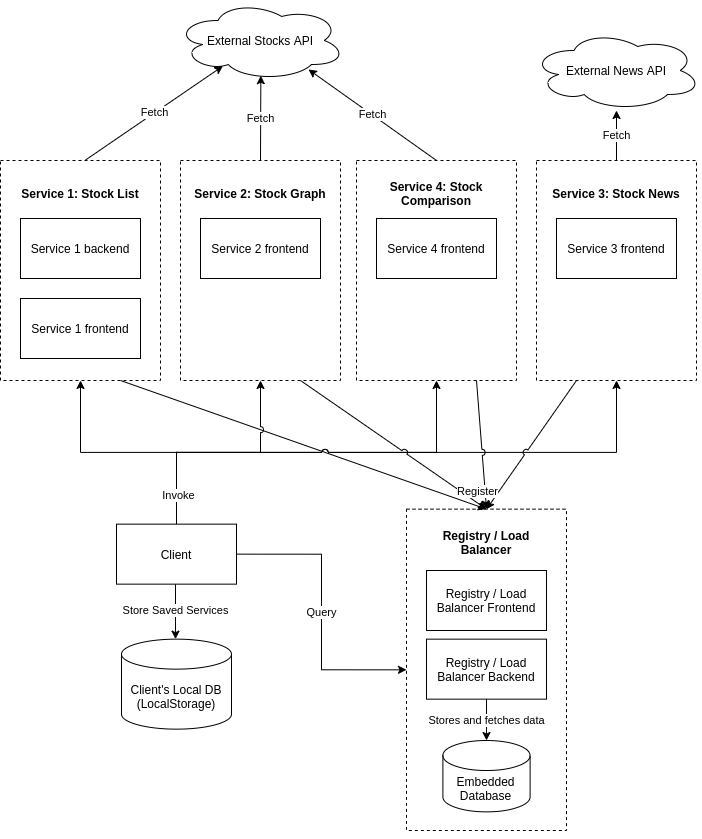 External Stocks API
External News API
Fetch
Fetch
Fetch
Fetch
Service 1: Stock List
Service 1 backend
Service 1 frontend
Service 2: Stock Graph
Service 2 frontend
Service 4: Stock
Comparison
Service 4 frontend
Service 3: Stock News
Service 3 frontend
Invoke
Register
Client
Store Saved Services
Client's Local DB
(LocalStorage)
Query
Registry / Load
Balancer
Registry / Load
Balancer Frontend
Registry / Load
Balancer Backend
Stores and fetches data
Embedded
Database